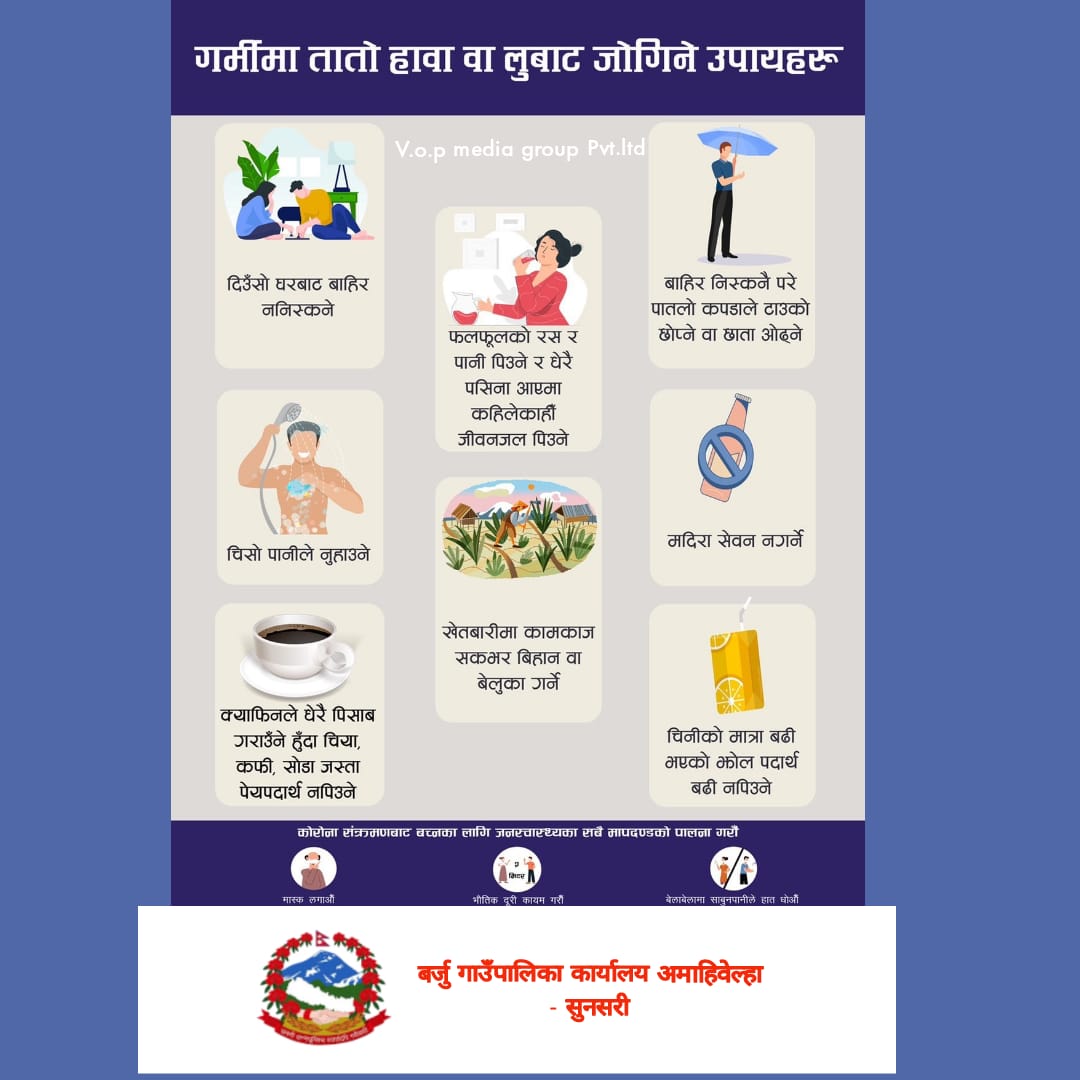 गर्मीमा तातो हावा वा लुबाट जोगिने उपायहरू
V.o.p media group Pvt.ltd
दिउँसो घरबाट बाहिर
ननिस्कने
फलफूलको रस र
पानी पिउने र धेरै
पसिना आएमा
कहिलेकाहीँ
जीवनजल पिउने
बाहिर निस्कनै परे
पातलो कपडाले टाउको
छोप्ने वा छाता ओढ्ने
चिसो पानीले नुहाउने
खेतबारीमा कामकाज
सकभर बिहान वा
बेलुका गर्ने
मदिरा सेवन नगर्ने
क्याफिनले धेरै पिसाब
गराउँने हुँदा चिया,
कफी, सोडा जस्ता
पेयपदार्थ नपिउने
चिनीको मात्रा बढी
भएको झोल पदार्थ
बढी नपिउने
कोरोना संक्रमणबाट बच्नका लागि जनस्वास्थ्यका सबै मापदण्डको पालना गरौँ
२
मिटर
मास्क लगाऔँ
भौतिक दूरी कायम गरौँ
बेलाबेलामा साबुनपानीले हात धोऔँ
बर्जु गाउँपालिका कार्यालय अमाहिवेल्हा
- सुनसरी